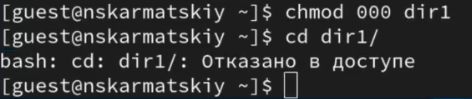 [guest@nskarmatskiy ~]$ chmod 000 dir1
[guest@nskarmatskiy ~]$ cd dir1/
bash: cd: dir1/: Отказано в доступе
[guest@nskarmatskiy ~]$